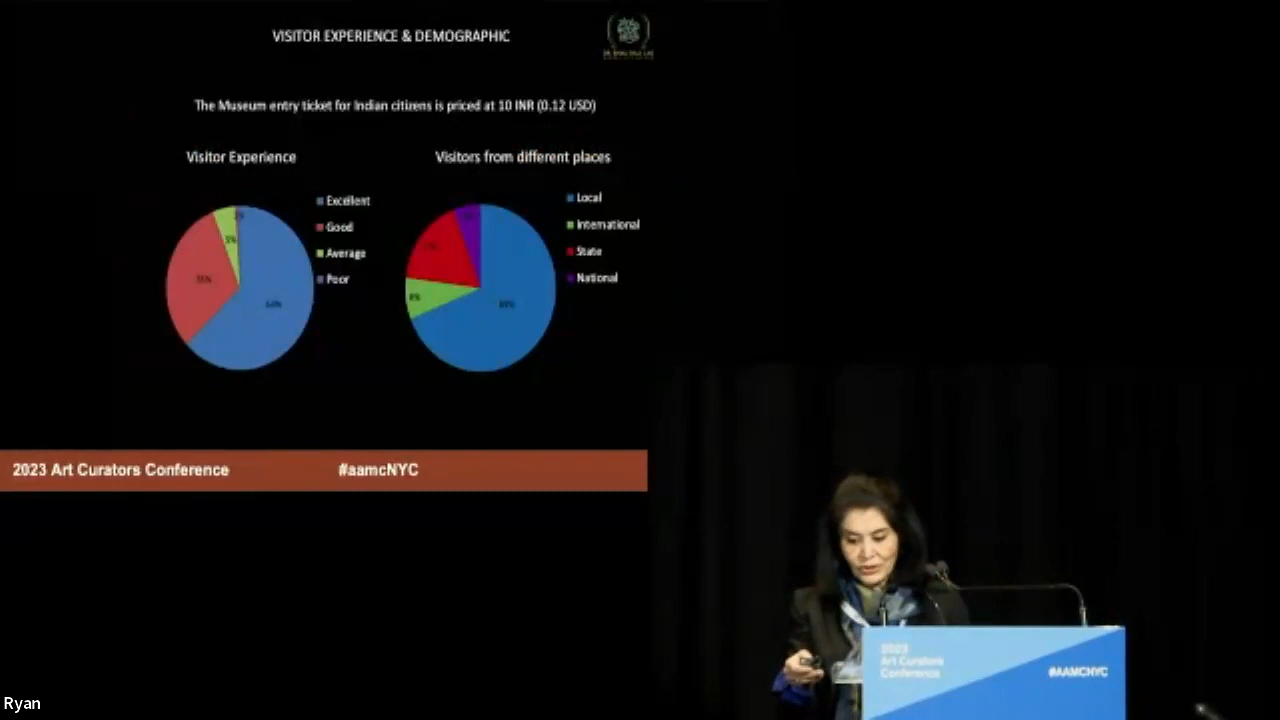 VISITOR EXPERIENCE & DEMOGRAPHIC
The Museum entry ticket for Indian citizens is priced at 10 INR (0.12 USD)
Visitor Experience
Excellent
Good
Average
Poor
5%
Visitors from different places
Local
International
State
National
8%
2023 Art Curators Conference
#aamcNYC
2023
Art Curators
Conference
#AAMCNYC
Ryan